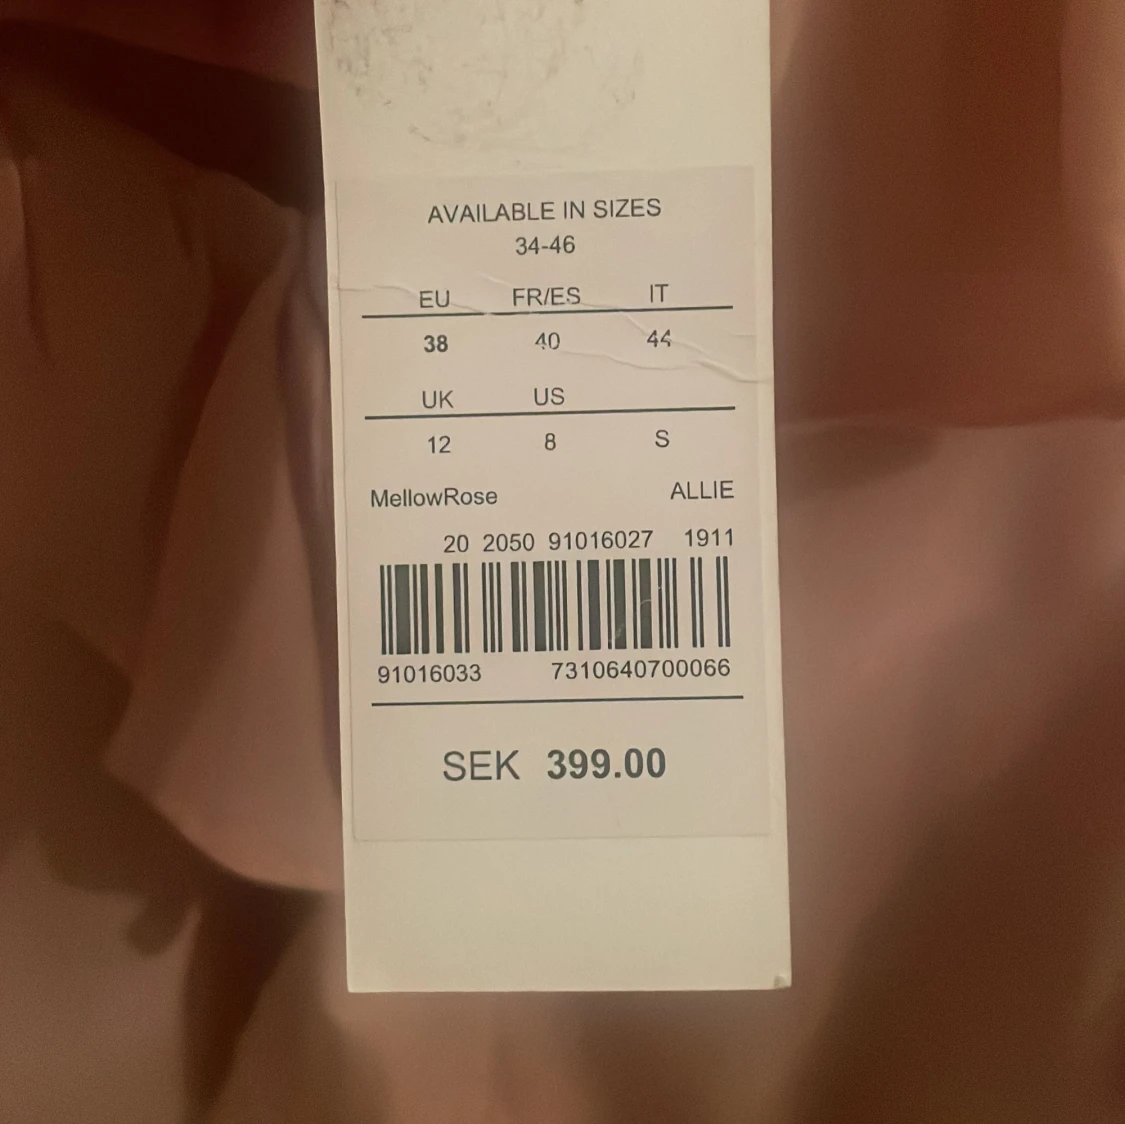 AVAILABLE IN SIZES
34-46
EU FR/ES IT
38 40 44
UK US
12 8 S
MellowRose ALLIE
20 2050 91016027 1911
91016033 7310640700066
SEK 399.00